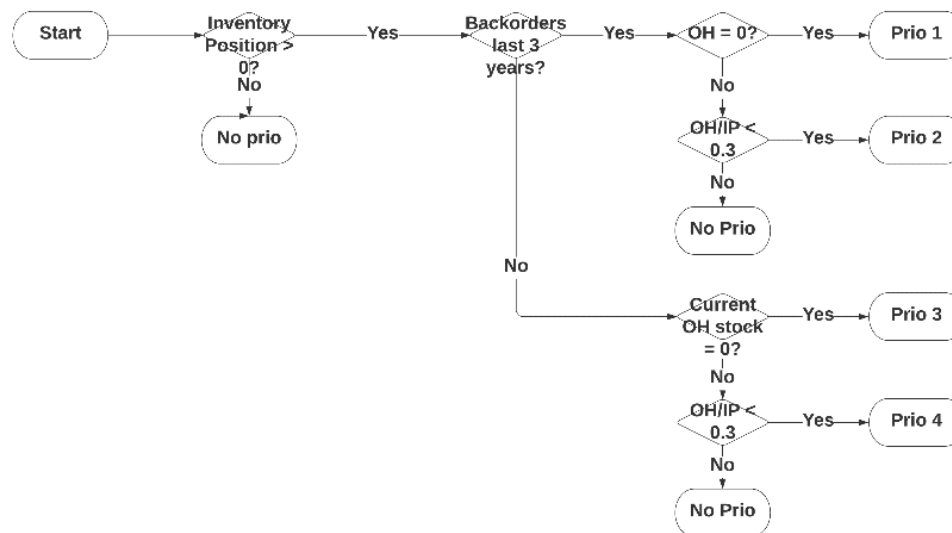 Start
Inventory
Position >
0?
Yes
Backorders
last 3
years?
Yes
OH = 0?
Yes
Prio 1
No
No
No prio
OH/IP <
0.3
Yes
Prio 2
No
No Prio
No
Current
OH stock
= 0?
Yes
Prio 3
No
OH/IP <
0.3
Yes
Prio 4
No
No Prio